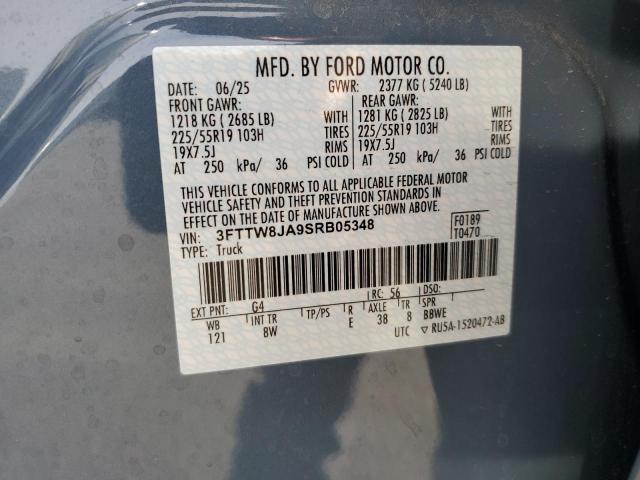 MFD. BY FORD MOTOR CO.
DATE: 06/25 GVWR: 2377 KG ( 5240 LB)
FRONT GAWR: REAR GAWR:
1218 KG ( 2685 LB) WITH 1281 KG ( 2825 LB) WITH
225/55R19 103H TIRES 225/55R19 103H TIRES
19X7.5J RIMS 19X7.5J RIMS
AT 250 kPa/ 36 PSI COLD AT 250 kPa/ 36 PSI COLD
THIS VEHICLE CONFORMS TO ALL APPLICABLE FEDERAL MOTOR
VEHICLE SAFETY AND THEFT PREVENTION STANDARDS IN
EFFECT ON THE DATE OF MANUFACTURE SHOWN ABOVE.
VIN: 3FTTW8JA9SRB05348 F0189
TYPE: Truck T0470
EXT PNT: G4 RC: 56 DSO:
WB INT TR TP/PS R AXLE TR SPR
121 BW E 38 8 BBWE
UTC ▽ RU5A-1520472-AB